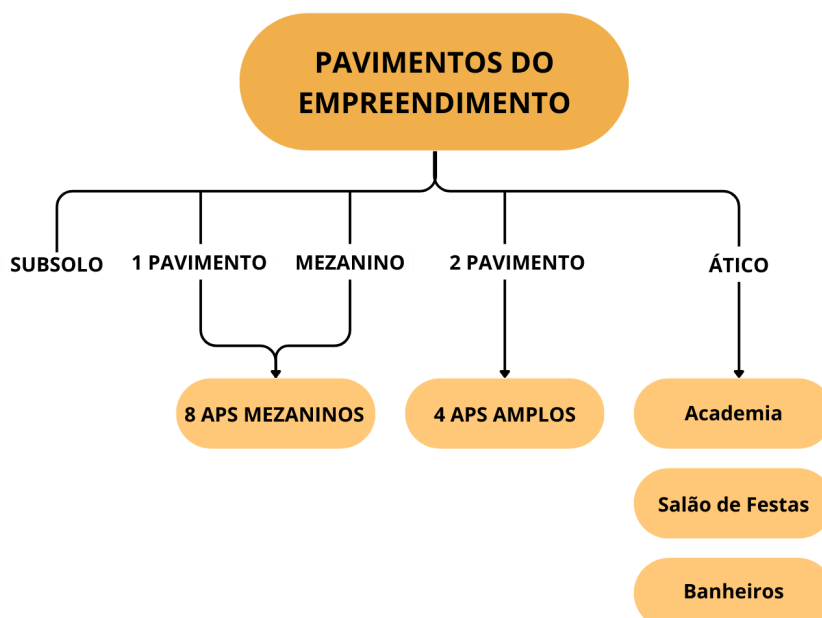 PAVIMENTOS DO
EMPREENDIMENTO
SUBSOLO
1 PAVIMENTO
MEZANINO
2 PAVIMENTO
ÁTICO
8 APS MEZANINOS
4 APS AMPLOS
Academia
Salão de Festas
Banheiros